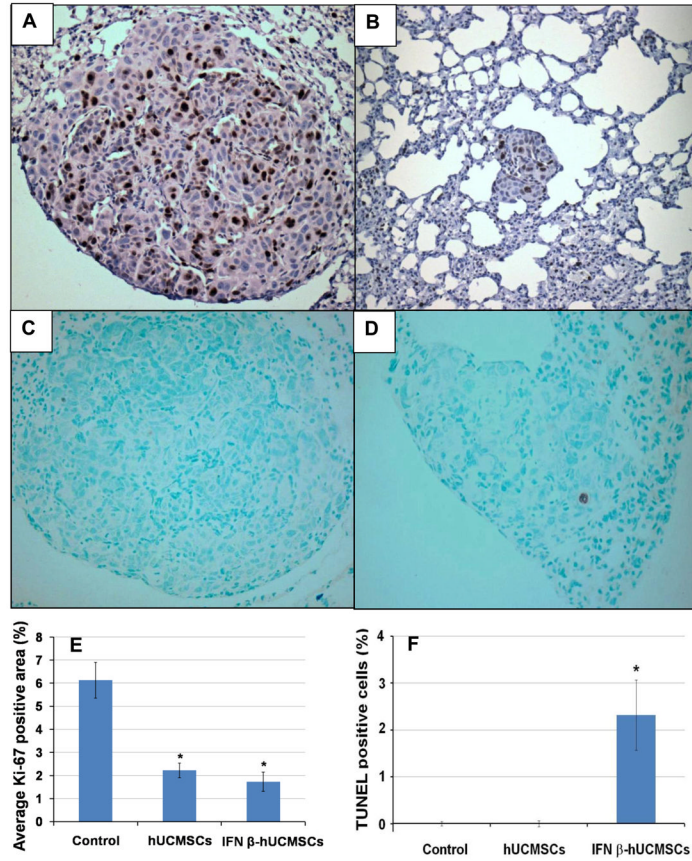 A
B
C
D
E
Average Ki-67 positive area (%)
8
7
6
5
4
3
2
1
0
*
*
Control
hUCMSCs
IFN β-hUCMSCs
F
TUNEL positive cells (%)
4
3
2
1
0
*
Control
hUCMSCs
IFN β-hUCMSCs